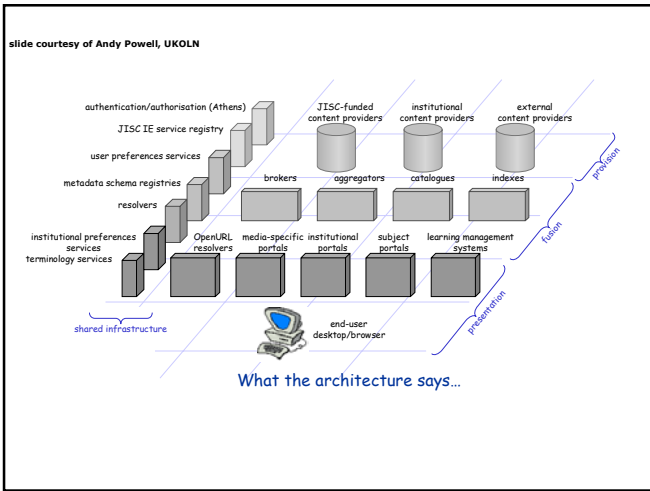 slide courtesy of Andy Powell, UKOLN
authentication/authorisation (Athens)
JISC IE service registry
user preferences services
metadata schema registries
resolvers
institutional preferences
services
terminology services
shared infrastructure
JISC-funded
content providers
institutional
content providers
external
content providers
provision
brokers
aggregators
catalogues
indexes
fusion
OpenURL
resolvers
media-specific
portals
institutional
portals
subject
portals
learning management
systems
presentation
end-user
desktop/browser
What the architecture says…